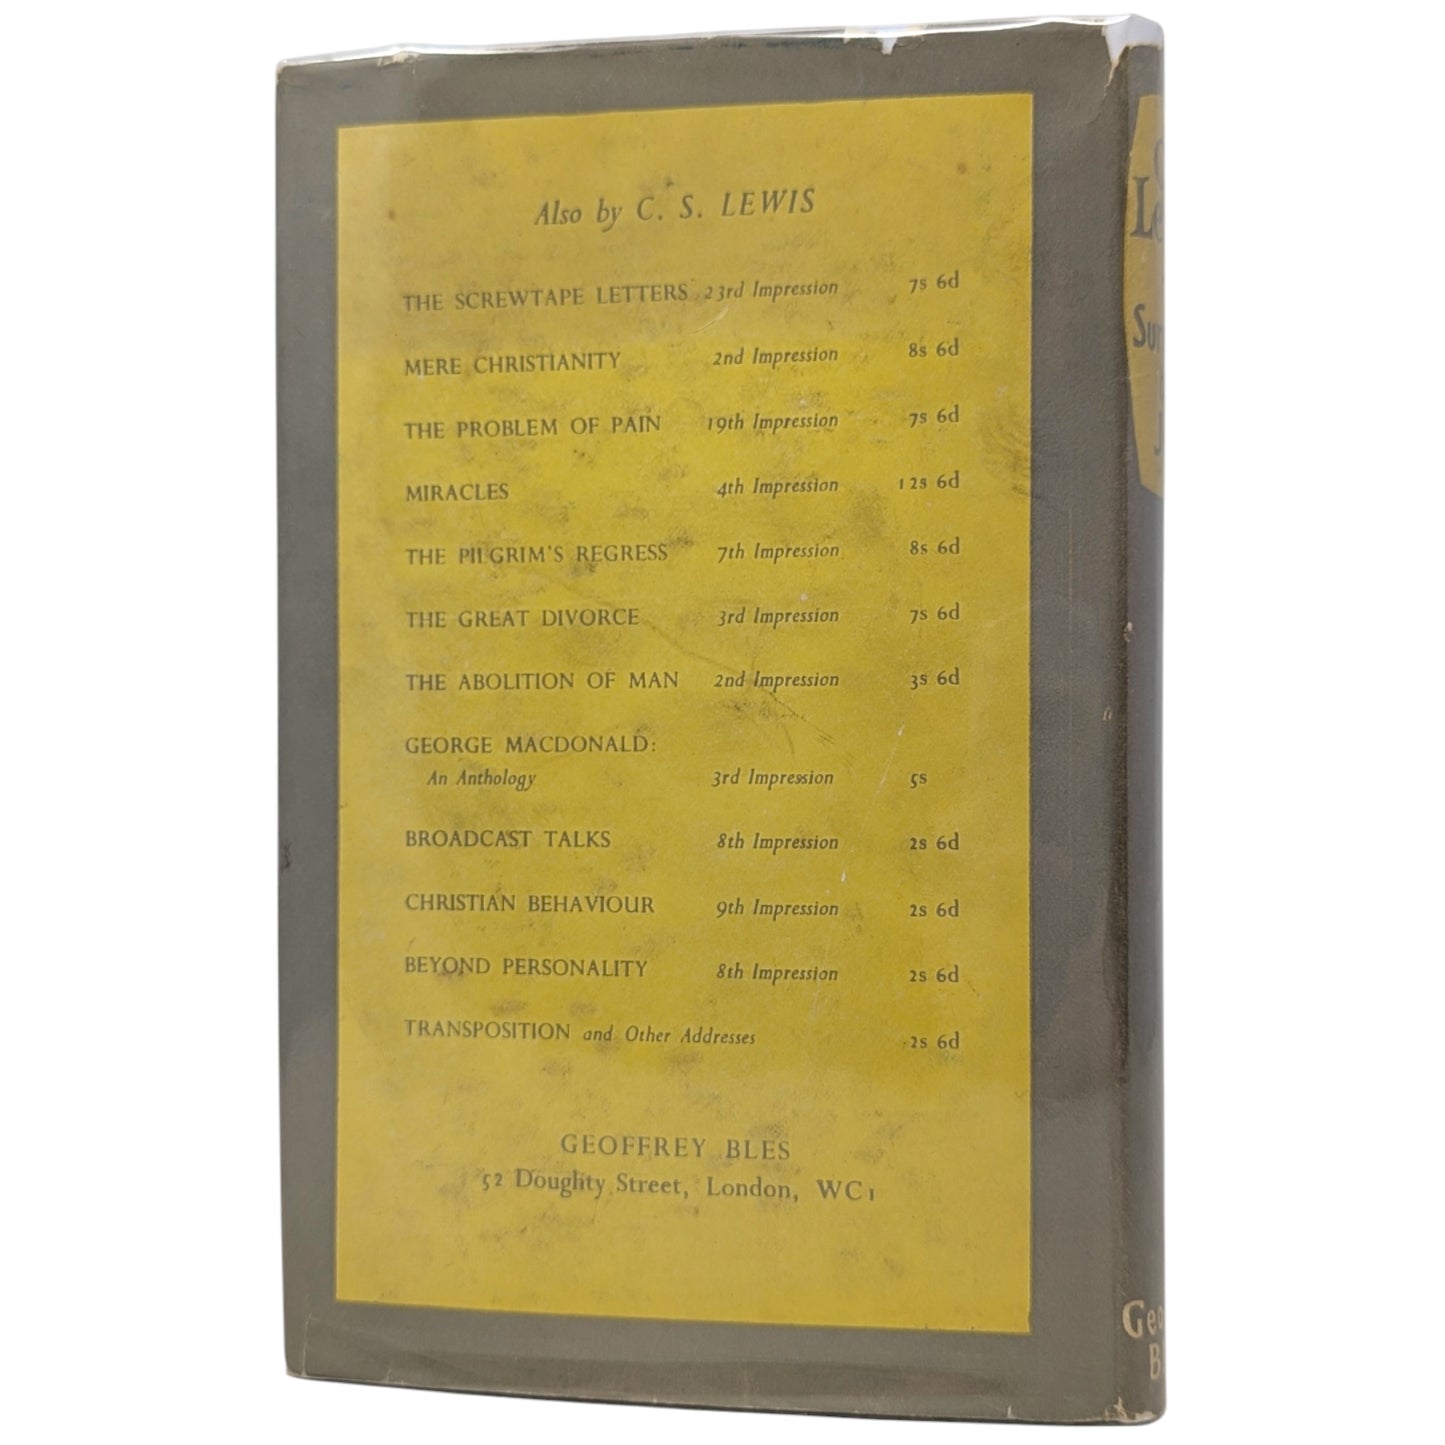 Also by C. S. LEWIS
THE SCREWTAPE LETTERS 23rd Impression 7s 6d
MERE CHRISTIANITY 2nd Impression 8s 6d
THE PROBLEM OF PAIN 19th Impression 7s 6d
MIRACLES 4th Impression 12s 6d
THE PILGRIM'S REGRESS 7th Impression 8s 6d
THE GREAT DIVORCE 3rd Impression 7s 6d
THE ABOLITION OF MAN 2nd Impression 3s 6d
GEORGE MACDONALD:
An Anthology 3rd Impression 5s
BROADCAST TALKS 8th Impression 2s 6d
CHRISTIAN BEHAVIOUR 9th Impression 2s 6d
BEYOND PERSONALITY 8th Impression 2s 6d
TRANSPOSITION and Other Addresses 2s 6d
GEOFFREY BLES
52 Doughty Street, London, WC1